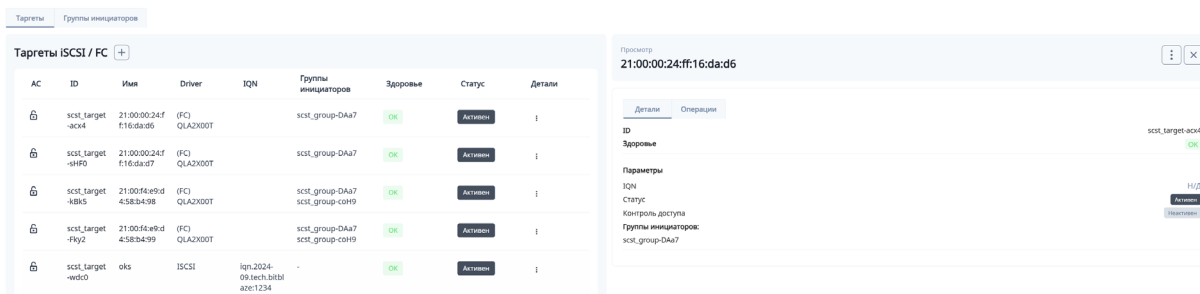 Таргеты Группы инициаторов
Таргеты iSCSI / FC +
AC ID Имя Driver IQN Группы инициаторов Здоровье Статус Детали
scst_target-acx4 21:00:00:24:ff:16:da:d6 (FC) QLA2X00T scst_group-DAa7 OK Активен
scst_target-sHF0 21:00:00:24:ff:16:da:d7 (FC) QLA2X00T scst_group-DAa7 OK Активен
scst_target-kBk5 21:00:f4:e9:d4:58:b4:98 (FC) QLA2X00T scst_group-DAa7 scst_group-coH9 OK Активен
scst_target-Fky2 21:00:f4:e9:d4:58:b4:99 (FC) QLA2X00T scst_group-DAa7 scst_group-coH9 OK Активен
scst_target-wdc0 oks ISCSI iqn.2024-09.tech.bitblaze:1234 - OK Активен
Просмотр
21:00:00:24:ff:16:da:d6
Детали Операции
ID scst_target-acx4
Здоровье OK
Параметры
IQN Н/Д
Статус Активен
Контроль доступа Неактивен
Группы инициаторов:
scst_group-DAa7